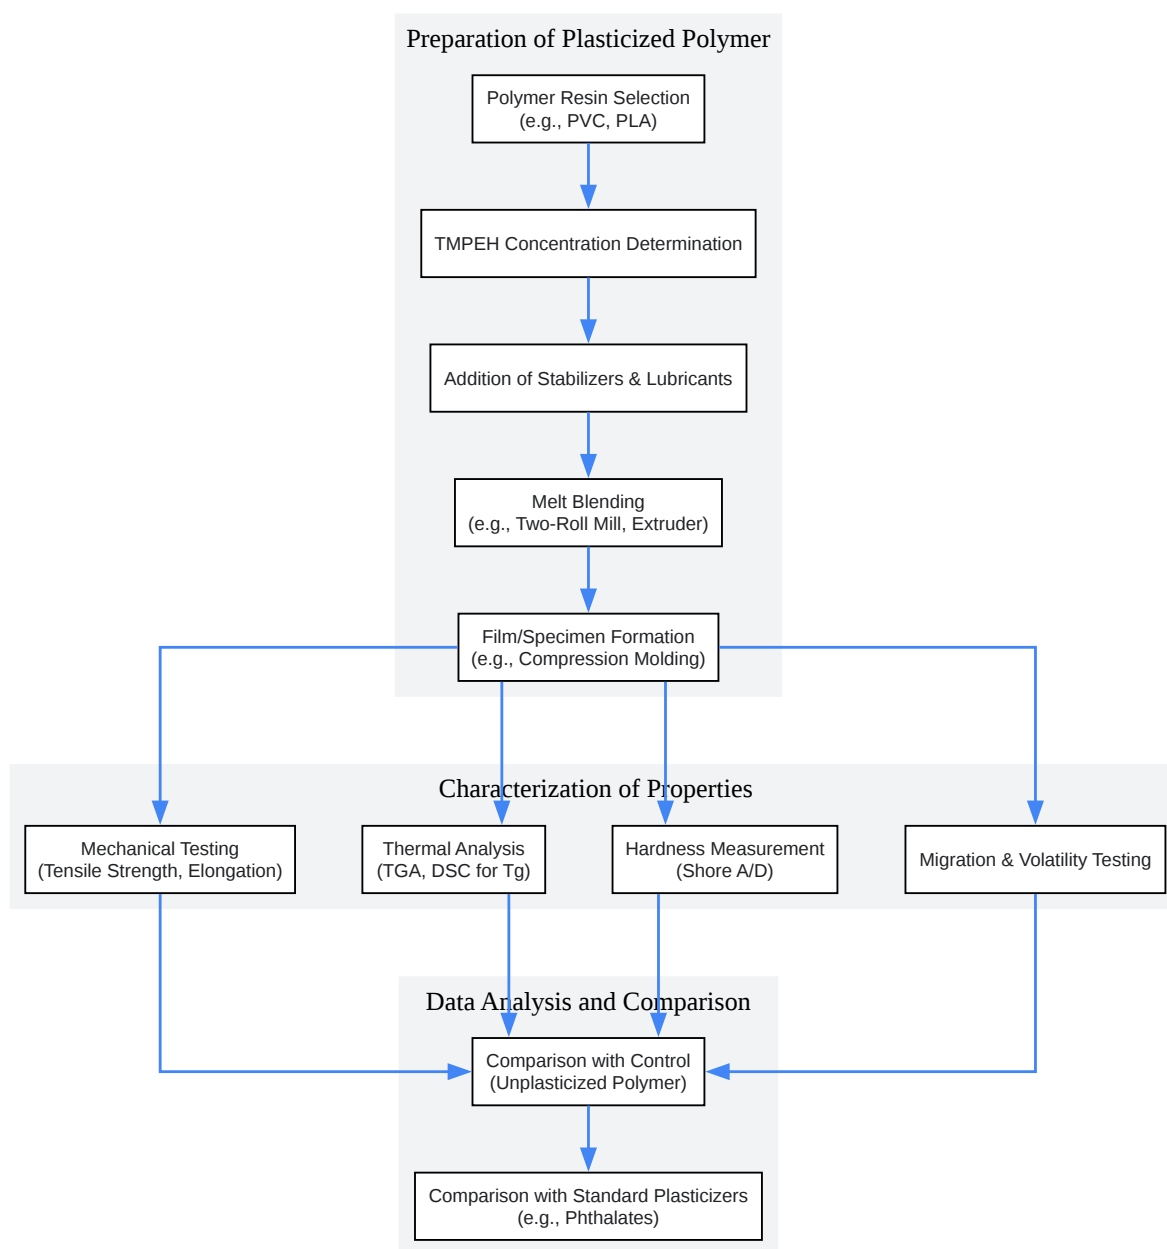 Preparation of Plasticized Polymer
Polymer Resin Selection
(e.g., PVC, PLA)
TMPEH Concentration Determination
Addition of Stabilizers & Lubricants
Melt Blending
(e.g., Two-Roll Mill, Extruder)
Film/Specimen Formation
(e.g., Compression Molding)
Characterization of Properties
Mechanical Testing
(Tensile Strength, Elongation)
Thermal Analysis
(TGA, DSC for Tg)
Hardness Measurement
(Shore A/D)
Migration & Volatility Testing
Data Analysis and Comparison
Comparison with Control
(Unplasticized Polymer)
Comparison with Standard Plasticizers
(e.g., Phthalates)